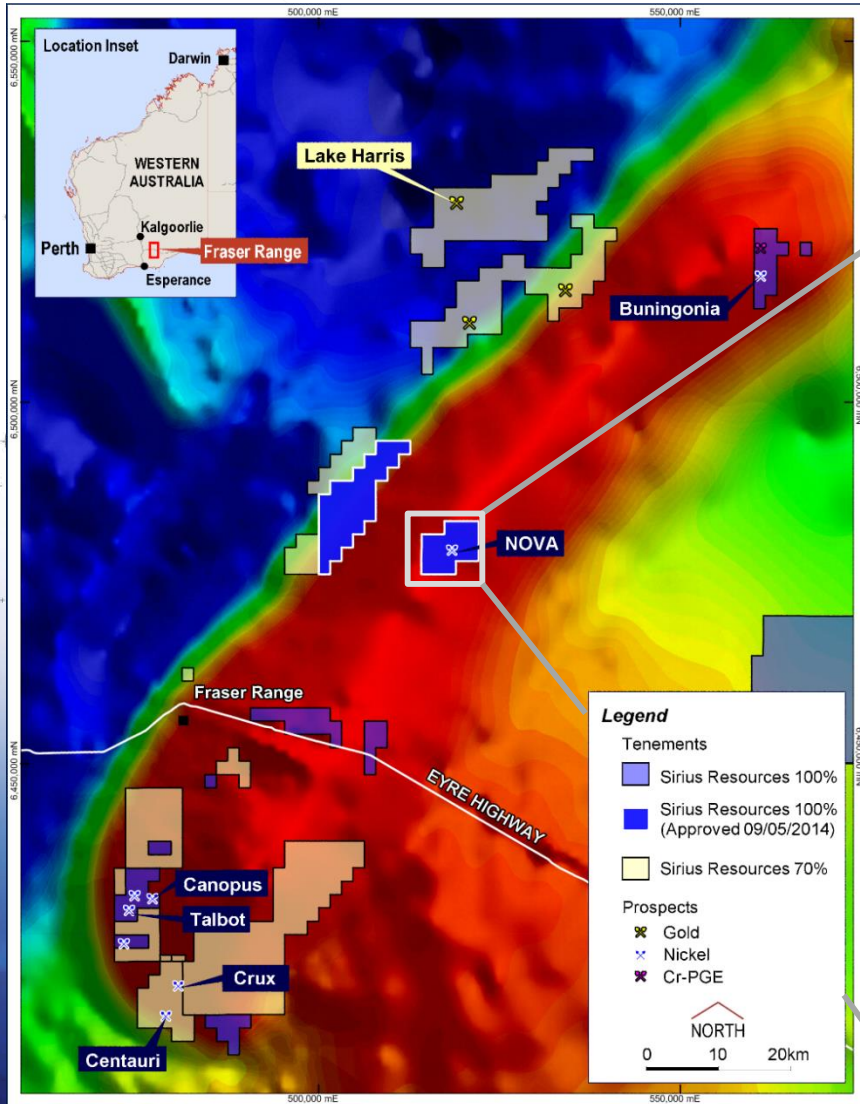 500,000 mE
550,000 mE
6,550,000 mN
Location Inset
Darwin
WESTERN
AUSTRALIA
Kalgoorlie
Perth
Fraser Range
Esperance
Lake Harris
Buningonia
6,500,000 mN
NOVA
Fraser Range
EYRE HIGHWAY
6,450,000 mN
Canopus
Talbot
Crux
Centauri
Legend
Tenements
Sirius Resources 100%
Sirius Resources 100%
(Approved 09/05/2014)
Sirius Resources 70%
Prospects
Gold
Nickel
Cr-PGE
NORTH
0 10 20km
500,000 mE
550,000 mE